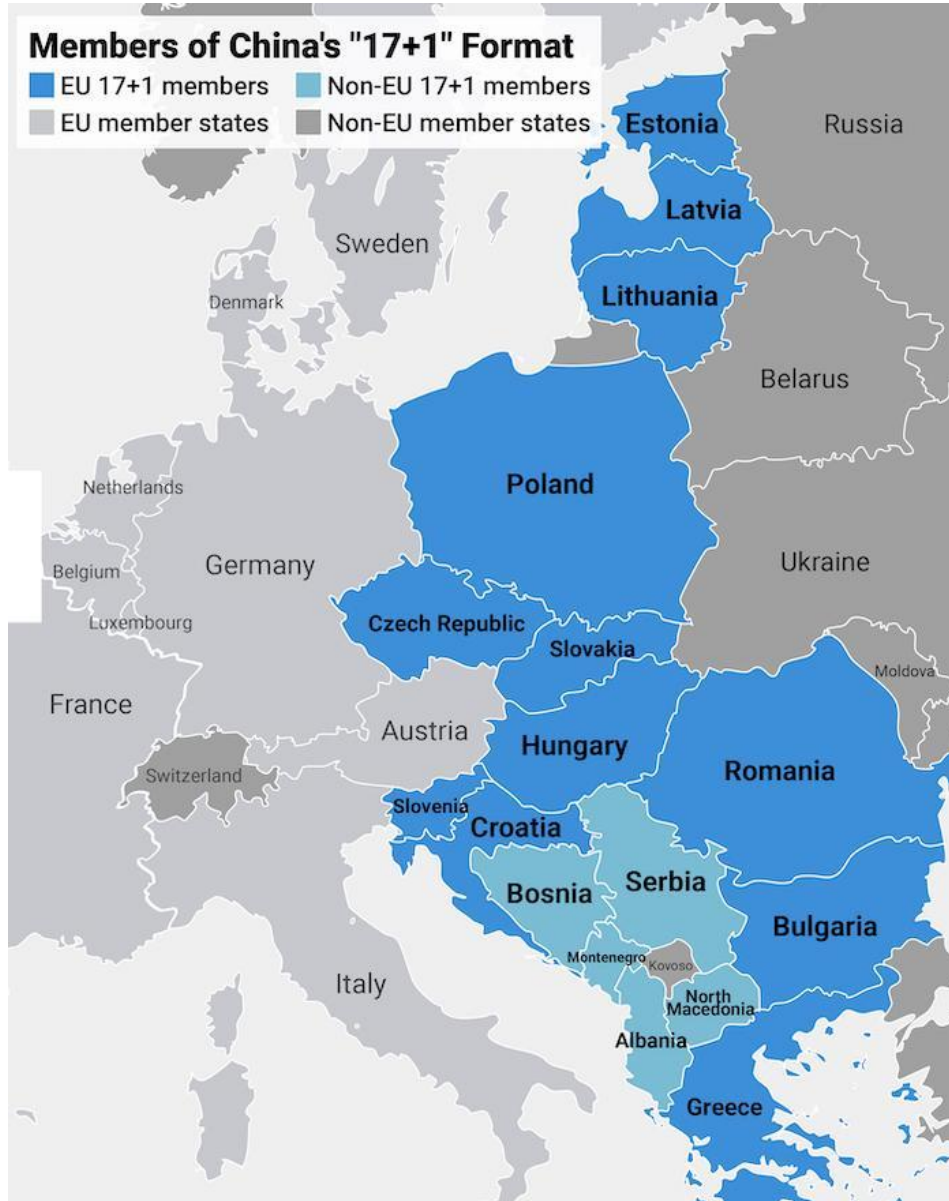 Members of China's "17+1" Format
EU 17+1 members
Non-EU 17+1 members
EU member states
Non-EU member states
Estonia
Russia
Latvia
Sweden
Lithuania
Denmark
Belarus
Poland
Netherlands
Ukraine
Germany
Belgium
Luxembourg
Czech Republic
Slovakia
Moldova
France
Austria
Hungary
Romania
Switzerland
Slovenia
Croatia
Serbia
Bosnia
Bulgaria
Montenegro
Kovoso
Italy
North
Macedonia
Albania
Greece